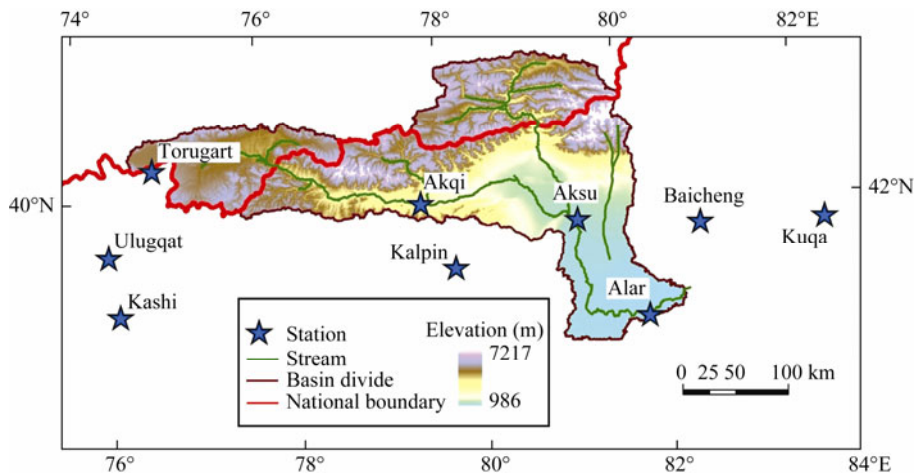 74°
76°
78°
80°
82°E
Torugart
Akqi
Aksu
Baicheng
42°N
40°N
Ulugqat
Kalpin
Kuqa
Kashi
Alar
Station
Stream
Basin divide
National boundary
Elevation (m)
7217
986
0 25 50 100 km
76°
78°
80°
82°
84°E